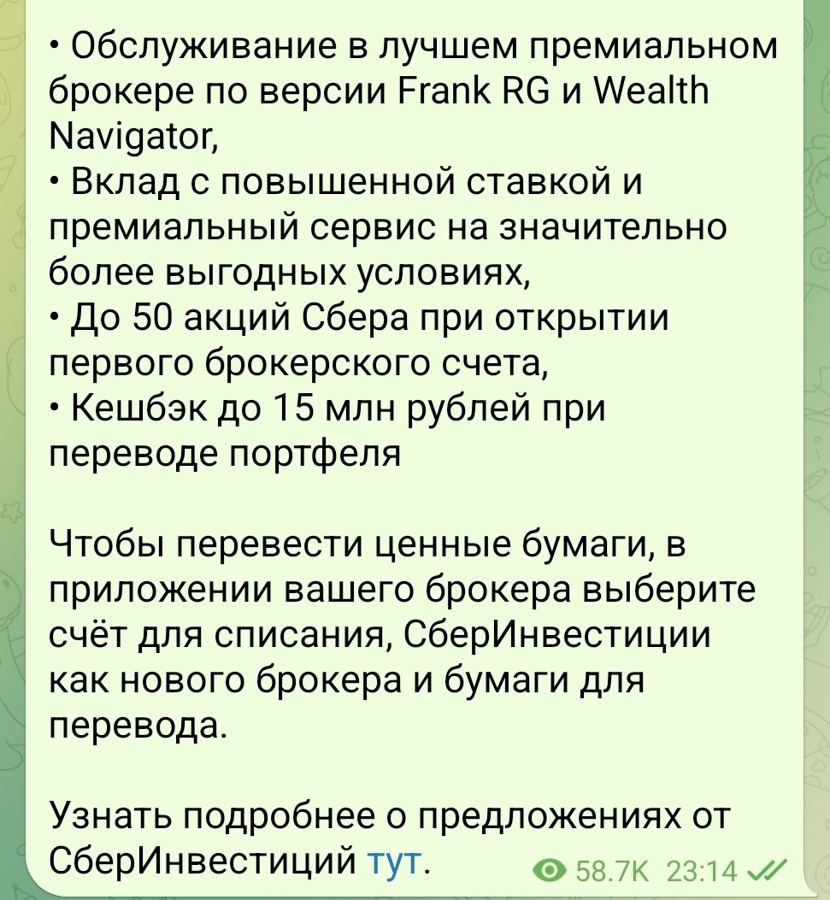 • Обслуживание в лучшем премиальном
брокере по версии Frank RG и Wealth
Navigator,
• Вклад с повышенной ставкой и
премиальный сервис на значительно
более выгодных условиях,
• До 50 акций Сбера при открытии
первого брокерского счета,
• Кешбэк до 15 млн рублей при
переводе портфеля
Чтобы перевести ценные бумаги, в
приложении вашего брокера выберите
счёт для списания, СберИнвестиции
как нового брокера и бумаги для
перевода.
Узнать подробнее о предложениях от
СберИнвестиций тут.
58.7K 23:14